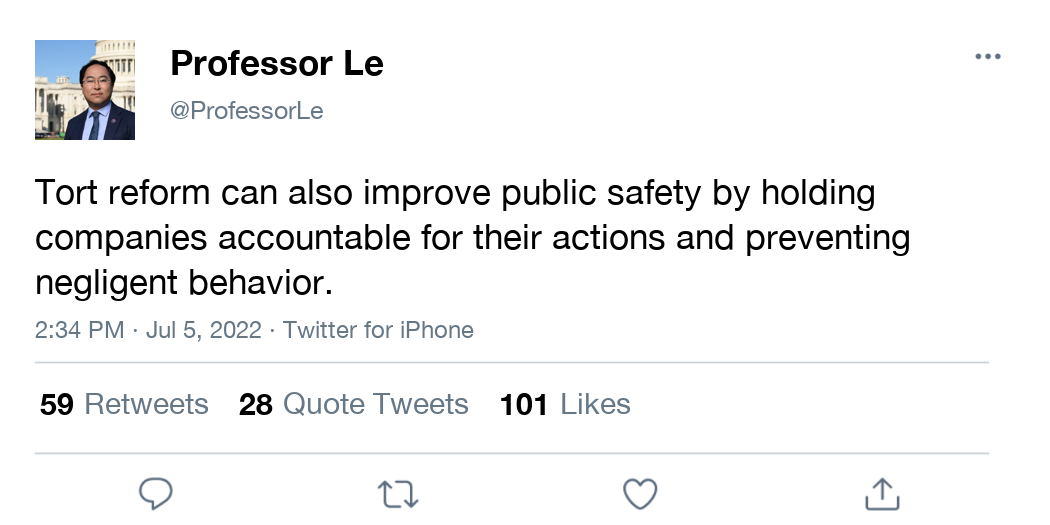 Professor Le
@ProfessorLe
Tort reform can also improve public safety by holding
companies accountable for their actions and preventing
negligent behavior.
2:34 PM · Jul 5, 2022 · Twitter for iPhone
59 Retweets 28 Quote Tweets 101 Likes